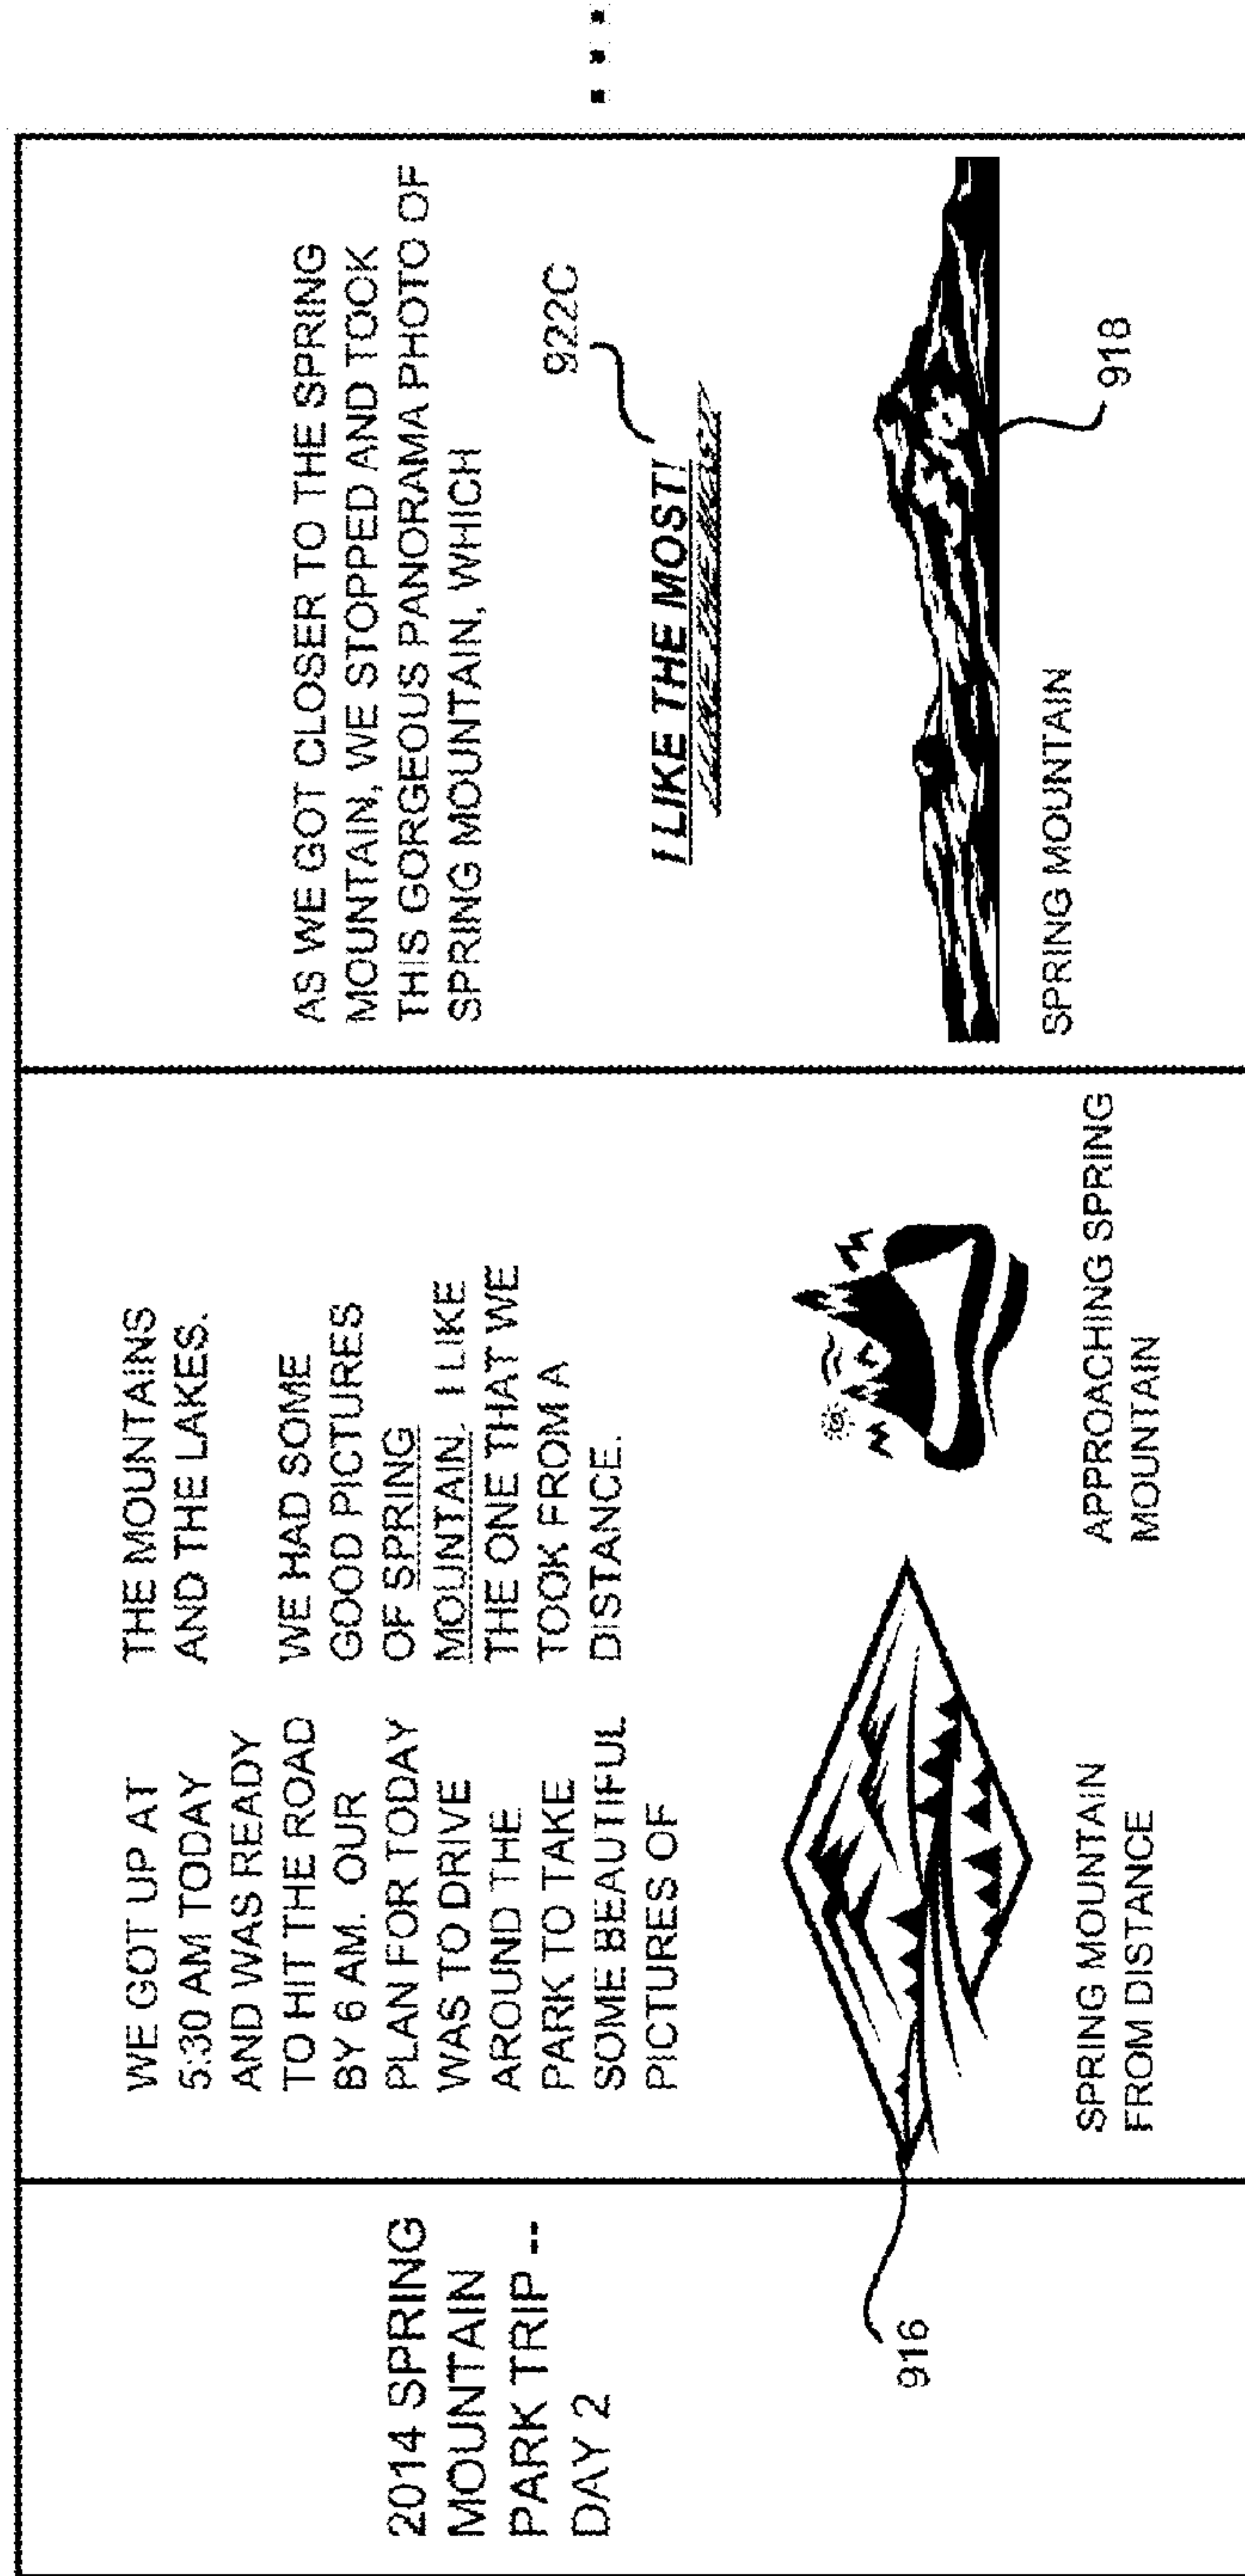 2014 SPRING
MOUNTAIN
PARK TRIP --
DAY 2
916
WE GOT UP AT
5:30 AM TODAY
AND WAS READY
TO HIT THE ROAD
BY 6 AM. OUR
PLAN FOR TODAY
WAS TO DRIVE
AROUND THE
PARK TO TAKE
SOME BEAUTIFUL
PICTURES OF
THE MOUNTAINS
AND THE LAKES.
WE HAD SOME
GOOD PICTURES
OF SPRING
MOUNTAIN. I LIKE
THE ONE THAT WE
TOOK FROM A
DISTANCE.
SPRING MOUNTAIN
FROM DISTANCE
APPROACHING SPRING
MOUNTAIN
AS WE GOT CLOSER TO THE SPRING
MOUNTAIN, WE STOPPED AND TOOK
THIS GORGEOUS PANORAMA PHOTO OF
SPRING MOUNTAIN, WHICH
922C
I LIKE THE MOST!
I LIKE THE MOST!
SPRING MOUNTAIN
918